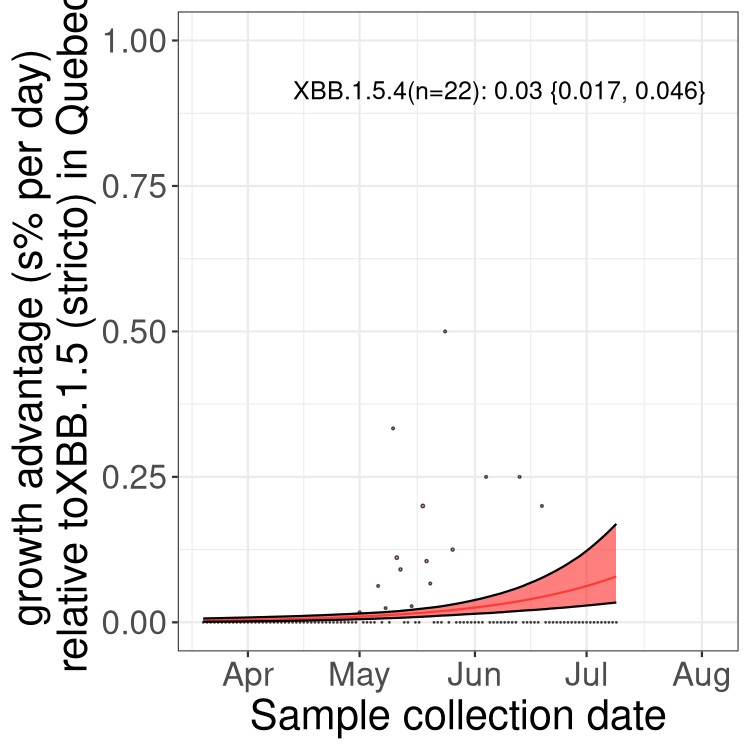 growth advantage (s% per day)
relative toXBB.1.5 (stricto) in Quebec
1.00
0.75
0.50
0.25
0.00
XBB.1.5.4(n=22): 0.03 {0.017, 0.046}
Apr May Jun Jul Aug
Sample collection date